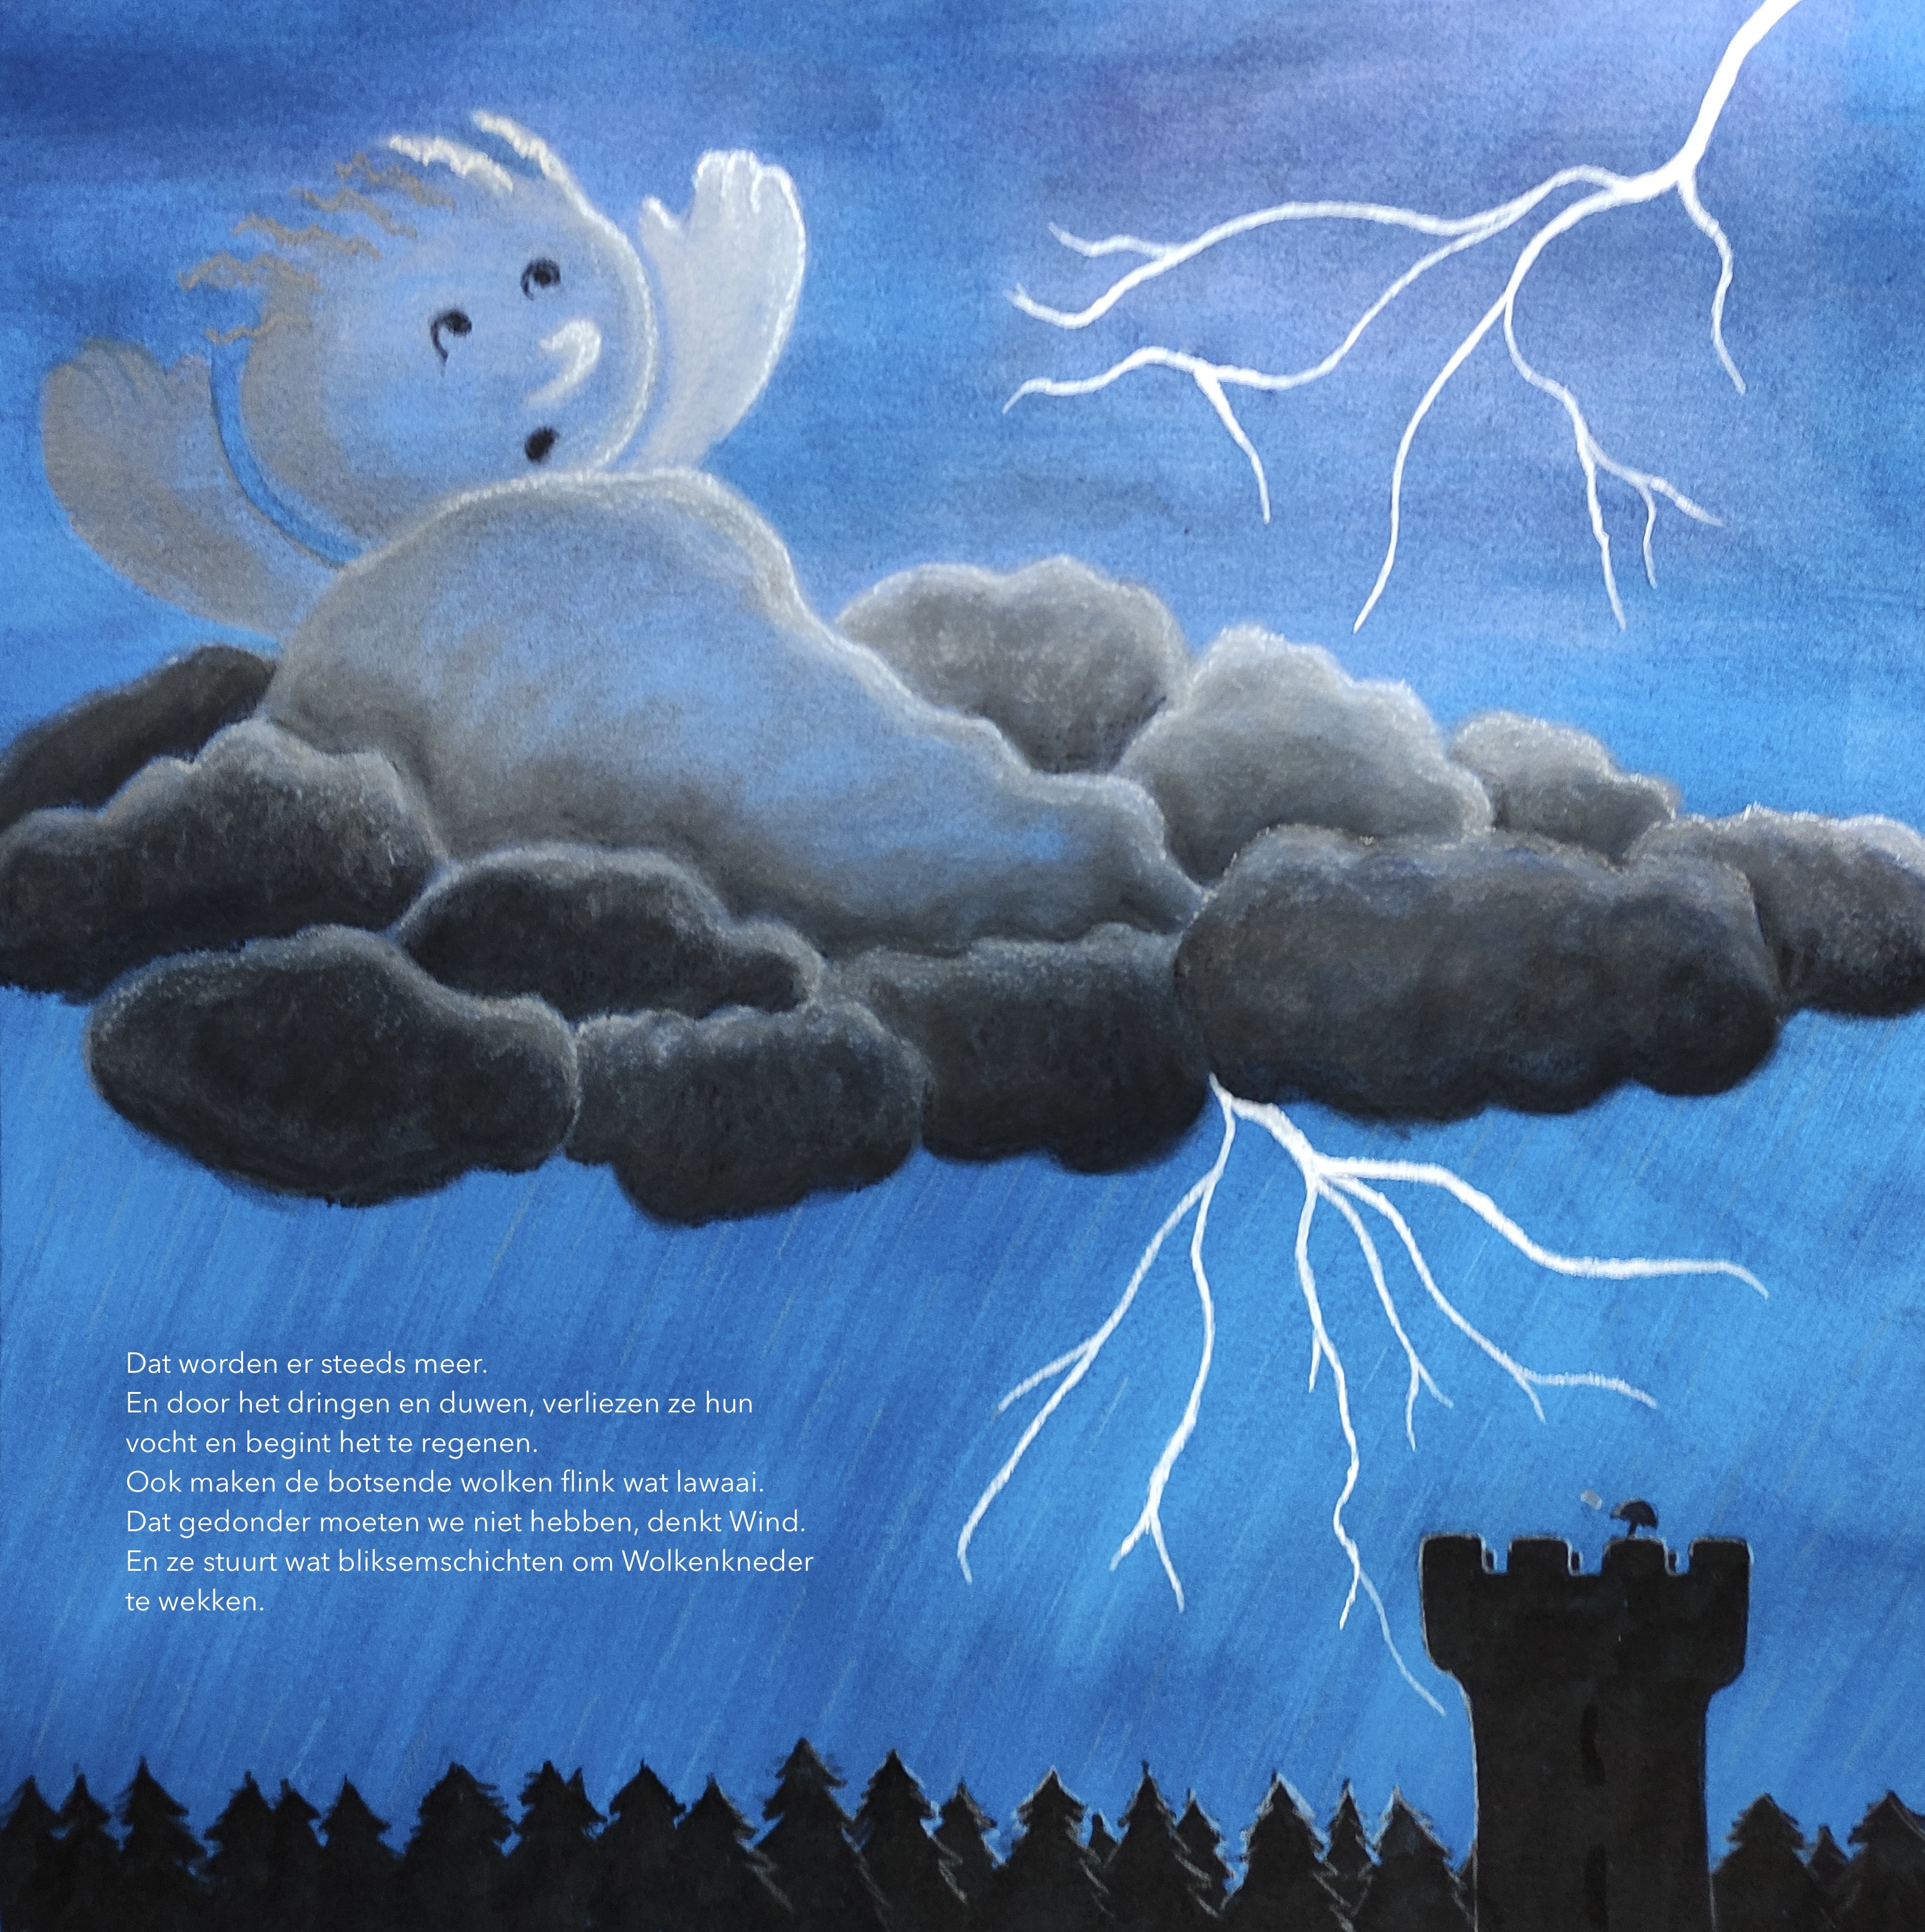 Dat worden er steeds meer.
En door het dringen en duwen, verliezen ze hun
vocht en begint het te regenen.
Ook maken de botsende wolken flink wat lawaai.
Dat gedonder moeten we niet hebben, denkt Wind.
En ze stuurt wat bliksemschichten om Wolkenkneder
te wekken.